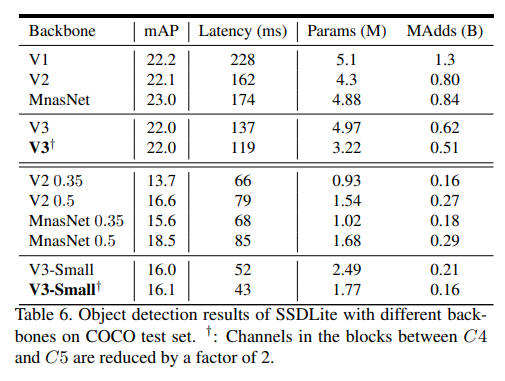 Backbone mAP Latency (ms) Params (M) MAdds (B)
V1 22.2 228 5.1 1.3
V2 22.1 162 4.3 0.80
MnasNet 23.0 174 4.88 0.84
V3 22.0 137 4.97 0.62
V3† 22.0 119 3.22 0.51
V2 0.35 13.7 66 0.93 0.16
V2 0.5 16.6 79 1.54 0.27
MnasNet 0.35 15.6 68 1.02 0.18
MnasNet 0.5 18.5 85 1.68 0.29
V3-Small 16.0 52 2.49 0.21
V3-Small† 16.1 43 1.77 0.16
Table 6. Object detection results of SSDLite with different back-
bones on COCO test set. †: Channels in the blocks between C4
and C5 are reduced by a factor of 2.